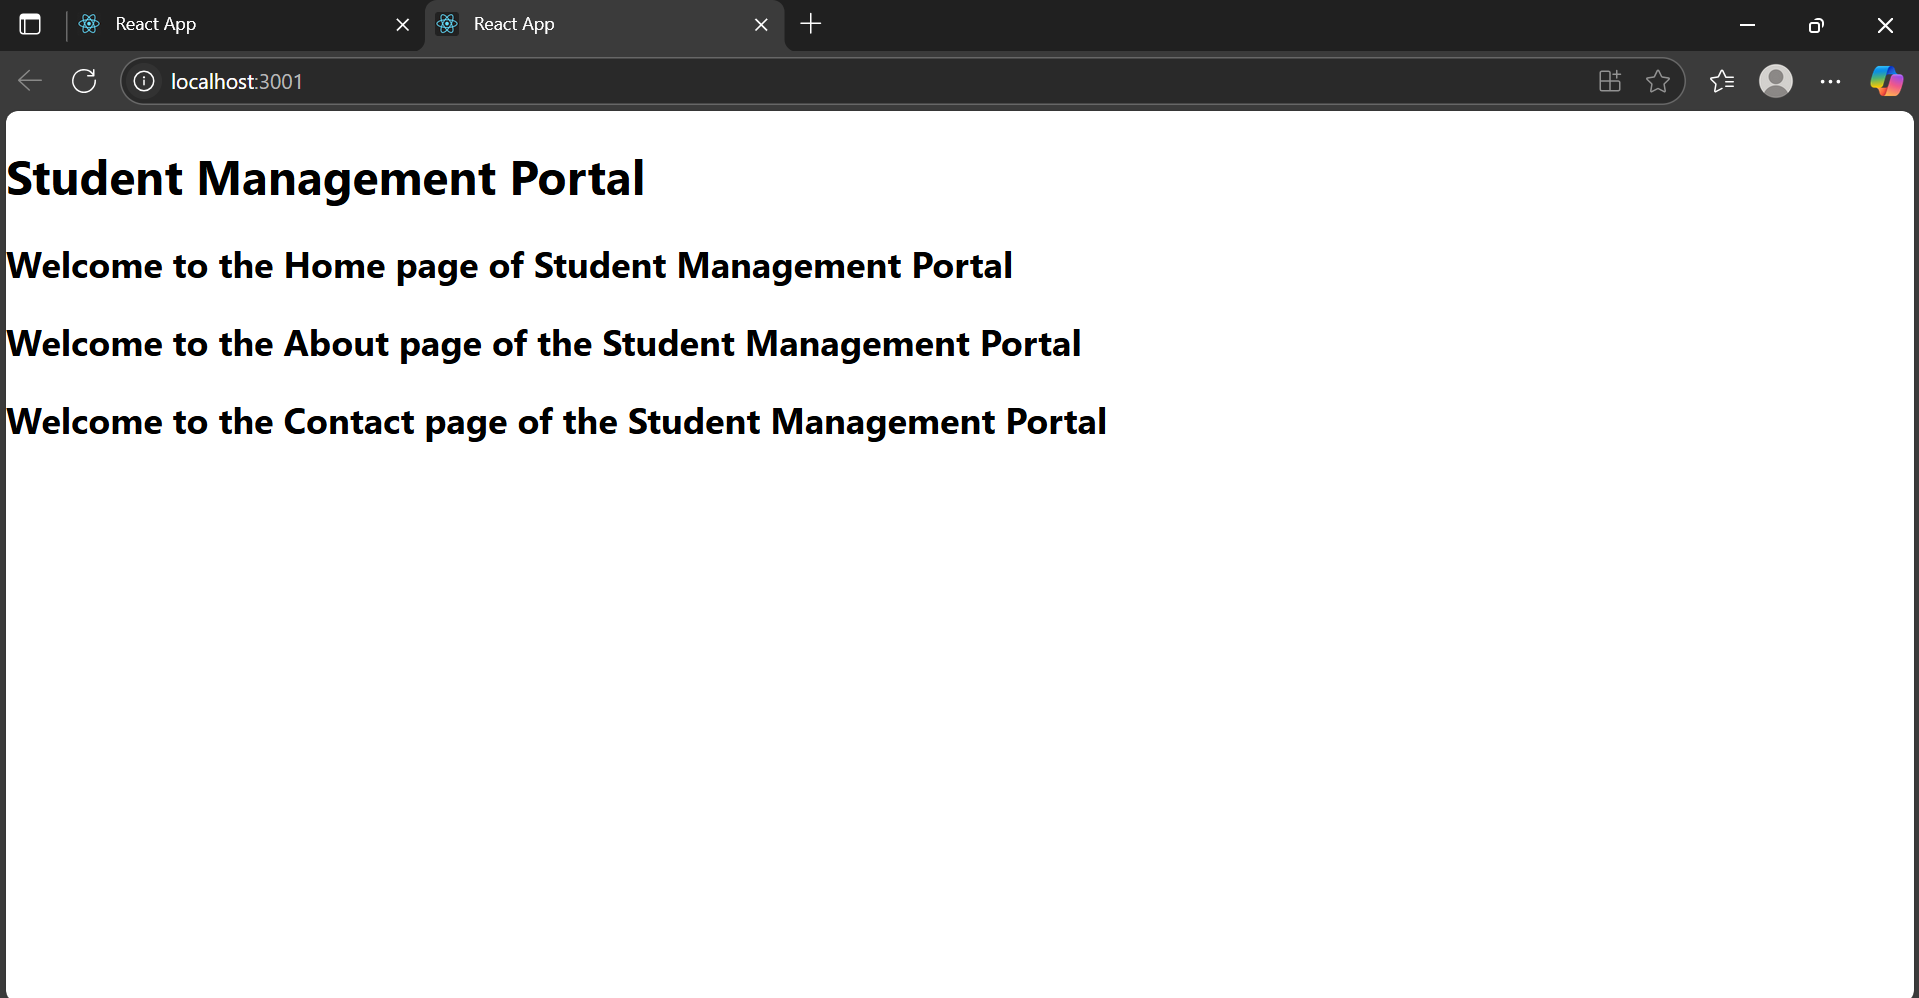 React App
React App
localhost:3001
Student Management Portal
Welcome to the Home page of Student Management Portal
Welcome to the About page of the Student Management Portal
Welcome to the Contact page of the Student Management Portal